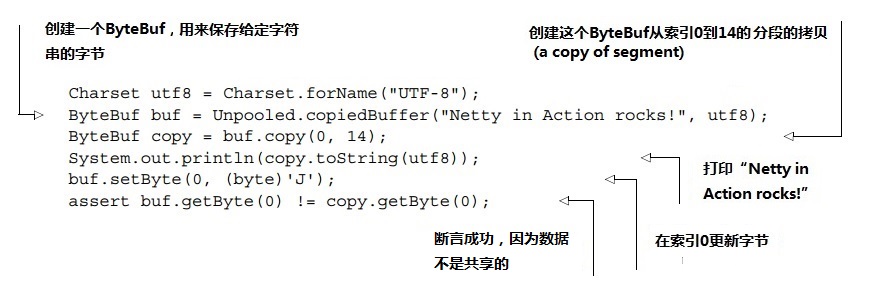 创建一个ByteBuf，用来保存给定字符
串的字节
创建这个ByteBuf从索引0到14的 分段的拷贝
(a copy of segment)
Charset utf8 = Charset.forName("UTF-8");
ByteBuf buf = Unpooled.copiedBuffer("Netty in Action rocks!", utf8);
ByteBuf copy = buf.copy(0, 14);
System.out.println(copy.toString(utf8));
buf.setByte(0, (byte)'J');
assert buf.getByte(0) != copy.getByte(0);
打印“Netty in
Action rocks!”
断言成功，因为数据
不是共享的
在索引0更新字节